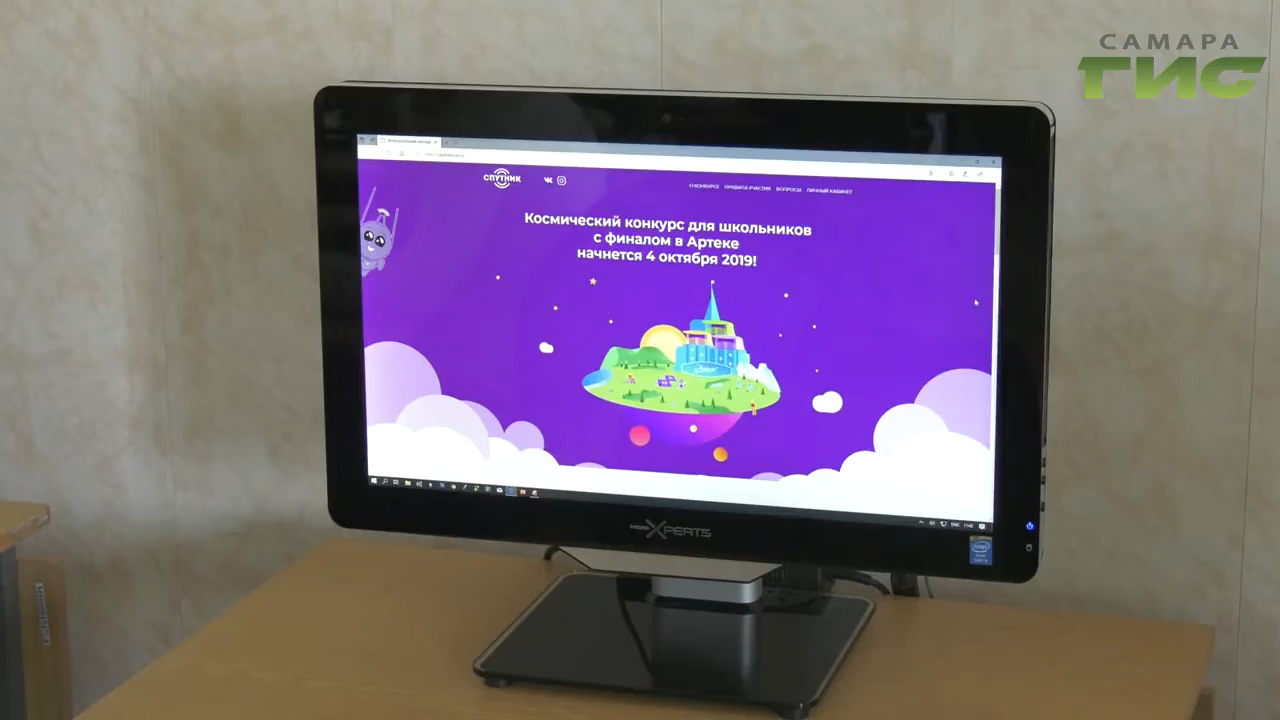 САМАРА
ГИС
СПУТНИК
О КОНКУРСЕ ПРАВИЛА УЧАСТИЯ ВОПРОСЫ ЛИЧНЫЙ КАБИНЕТ
Космический конкурс для школьников
с финалом в Артеке
начнется 4 октября 2019!
XPERTS
intel